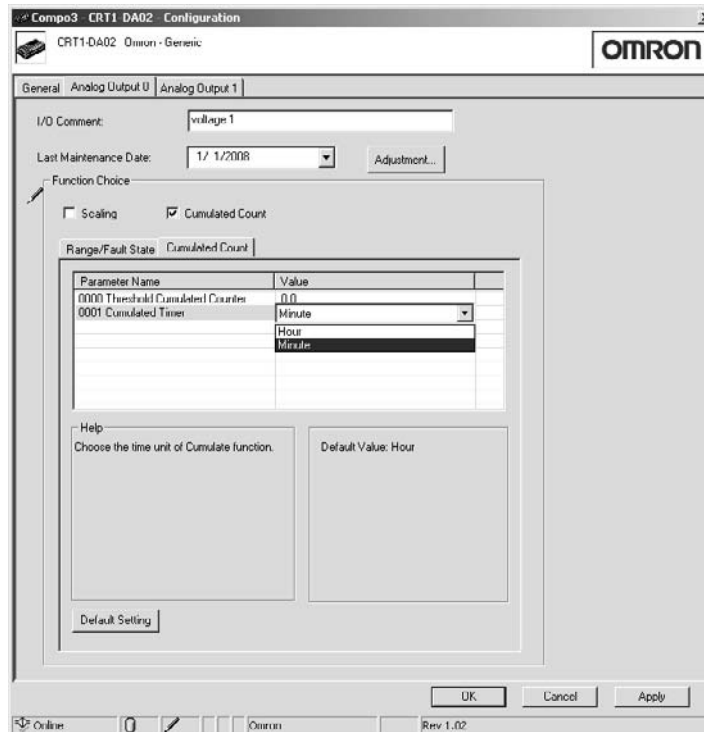 Compo3 - CRT1-DA02 - Configuration
CRT1-DA02 Omron - Generic
OMRON
General Analog Output 0 Analog Output 1
I/O Comment: voltage 1
Last Maintenance Date: 1/ 1/2008 Adjustment...
Function Choice
Scaling Cumulated Count
Range/Fault State Cumulated Count
Parameter Name Value
0000 Threshold Cumulated Counter 0.0
0001 Cumulated Timer Minute
Hour
Minute
Help
Choose the time unit of Cumulate function. Default Value: Hour
Default Setting
OK Cancel Apply
Online Omron Rev 1.02